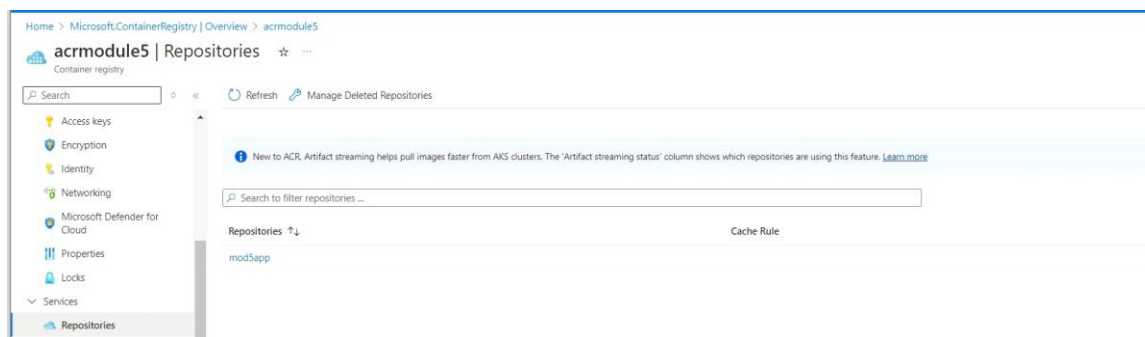 Home > Microsoft.ContainerRegistry | Overview > acrmodule5
acrmodule5 | Repositories
Container registry
Search
Refresh Manage Deleted Repositories
Access keys
Encryption
Identity
Networking
Microsoft Defender for
Cloud
Properties
Locks
Services
Repositories
New to ACR, Artifact streaming helps pull images faster from AKS clusters. The 'Artifact streaming status' column shows which repositories are using this feature. Learn more
Search to filter repositories ...
Repositories ↑↓ Cache Rule
mod5app